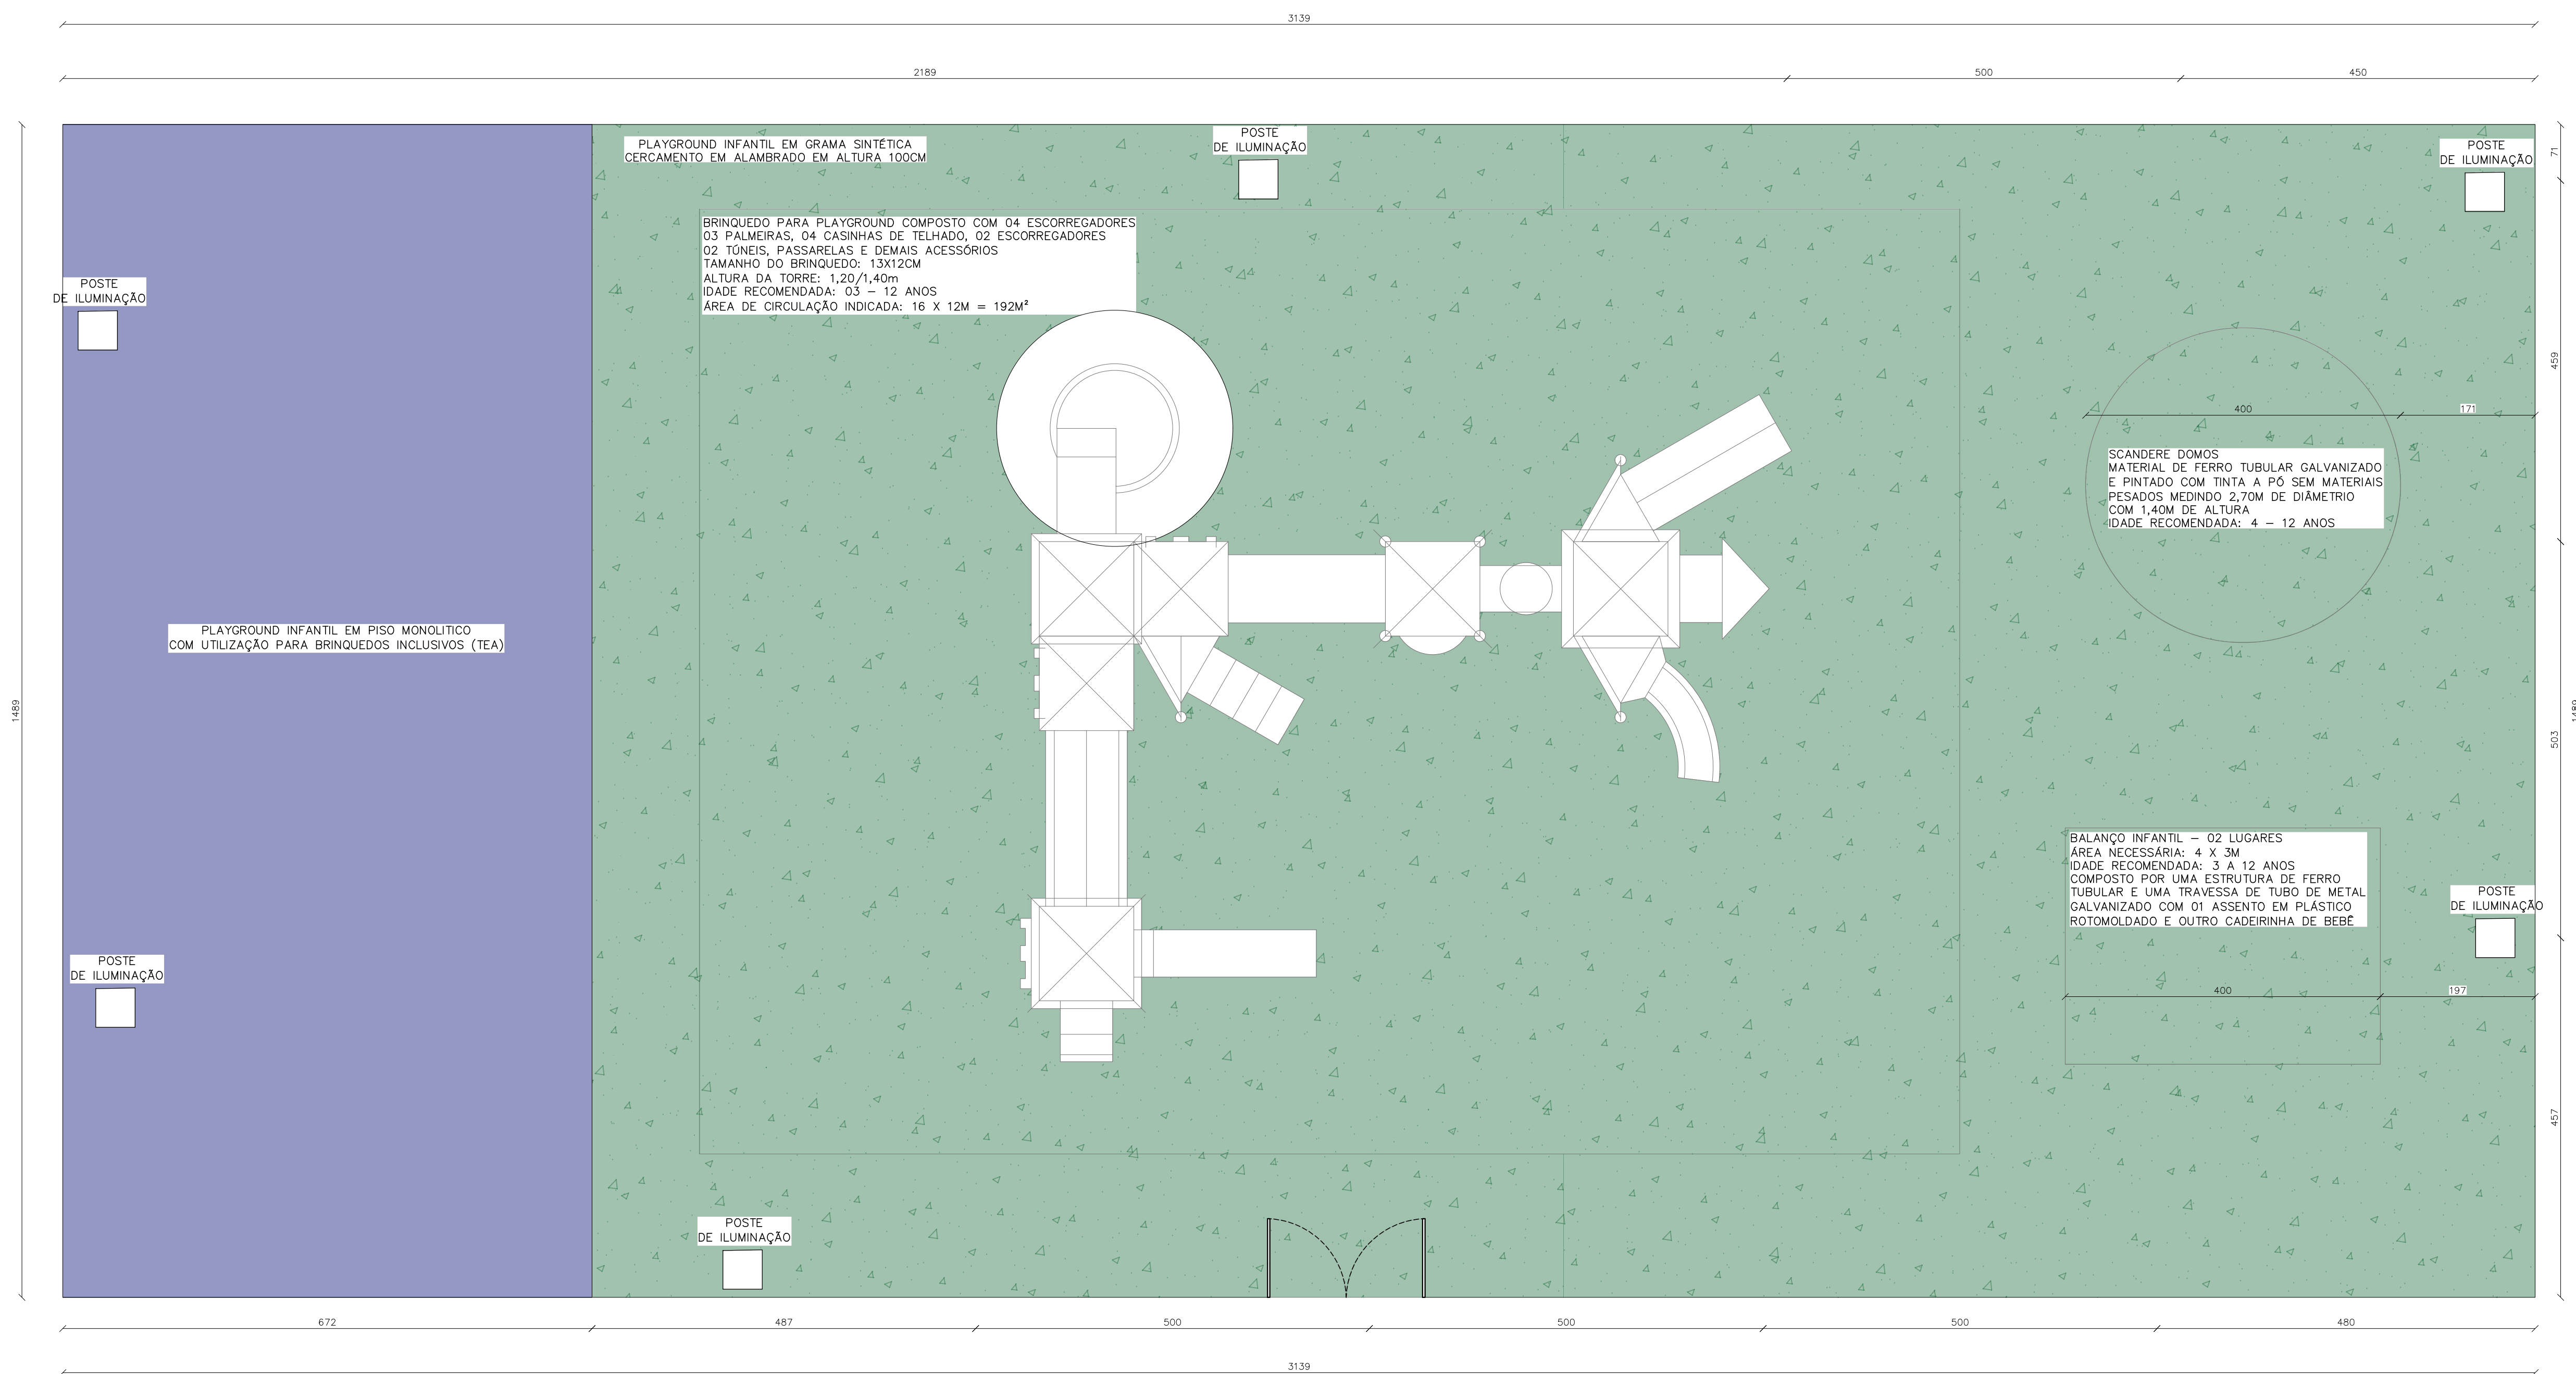 3139
2189
500
450
PLAYGROUND INFANTIL EM GRAMA SINTÉTICA
CERCAMENTO EM ALAMBRADO EM ALTURA 100CM
POSTE
DE ILUMINAÇÃO
POSTE
DE ILUMINAÇÃO
71
BRINQUEDO PARA PLAYGROUND COMPOSTO COM 04 ESCORREGADORES
03 PALMEIRAS, 04 CASINHAS DE TELHADO, 02 ESCORREGADORES
02 TÚNEIS, PASSARELAS E DEMAIS ACESSÓRIOS
TAMANHO DO BRINQUEDO: 13X12CM
ALTURA DA TORRE: 1,20/1,40m
IDADE RECOMENDADA: 03 – 12 ANOS
ÁREA DE CIRCULAÇÃO INDICADA: 16 X 12M = 192M²
POSTE
DE ILUMINAÇÃO
459
400
171
SCANDERE DOMOS
MATERIAL DE FERRO TUBULAR GALVANIZADO
E PINTADO COM TINTA A PÓ SEM MATERIAIS
PESADOS MEDINDO 2,70M DE DIÂMETRIO
COM 1,40M DE ALTURA
IDADE RECOMENDADA: 4 – 12 ANOS
PLAYGROUND INFANTIL EM PISO MONOLITICO
COM UTILIZAÇÃO PARA BRINQUEDOS INCLUSIVOS (TEA)
1489
503
1489
BALANÇO INFANTIL – 02 LUGARES
ÁREA NECESSÁRIA: 4 X 3M
IDADE RECOMENDADA: 3 A 12 ANOS
COMPOSTO POR UMA ESTRUTURA DE FERRO
TUBULAR E UMA TRAVESSA DE TUBO DE METAL
GALVANIZADO COM 01 ASSENTO EM PLÁSTICO
ROTOMOLDADO E OUTRO CADEIRINHA DE BEBÊ
POSTE
DE ILUMINAÇÃO
400
197
POSTE
DE ILUMINAÇÃO
457
POSTE
DE ILUMINAÇÃO
672
487
500
500
500
480
3139